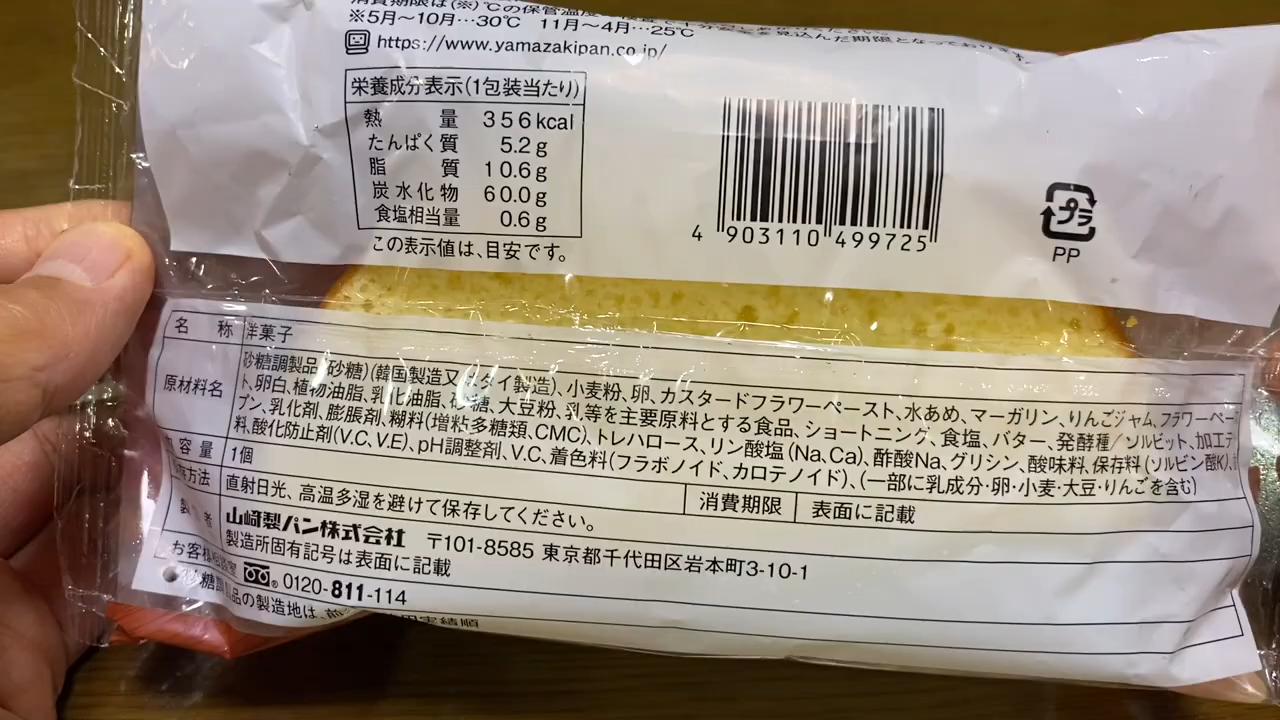 消費期限は(※)℃の保管温度
見込んだ期限となっております。
※5月～10月…30℃ 11月～4月…25℃
https://www.yamazakipan.co.jp/
栄養成分表示(1包装当たり)
熱量 356kcal
たんぱく質 5.2g
脂質 10.6g
炭水化物 60.0g
食塩相当量 0.6g
この表示値は、目安です。
4 903110 499725
プラ
PP
名称 洋菓子
原材料名 砂糖調製品(砂糖)(韓国製造又 タイ製造)、小麦粉、卵、カスタードフラワーペースト、水あめ、マーガリン、りんごジャム、フラワーペー
ト、卵白、植物油脂、乳化油脂、砂糖、大豆粉、乳等を主要原料とする食品、ショートニング、食塩、バター、発酵種/ソルビット、加工デ
プン、乳化剤、膨脹剤、糊料(増粘多糖類、CMC)、トレハロース、リン酸塩(Na、Ca)、酢酸Na、グリシン、酸味料、保存料(ソルビン酸K)、
料、酸化防止剤(V.C、V.E)、pH調整剤、V.C、着色料(フラボノイド、カロテノイド)、(一部に乳成分・卵・小麦・大豆・りんごを含む)
内容量 1個 消費期限 表面に記載
保存方法 直射日光、高温多湿を避けて保存してください。
製造者 山崎製パン株式会社 〒101-8585 東京都千代田区岩本町3-10-1
製造所固有記号は表面に記載
お客様相談室 0120-811-114
砂糖調製品の製造地は、 用実績順